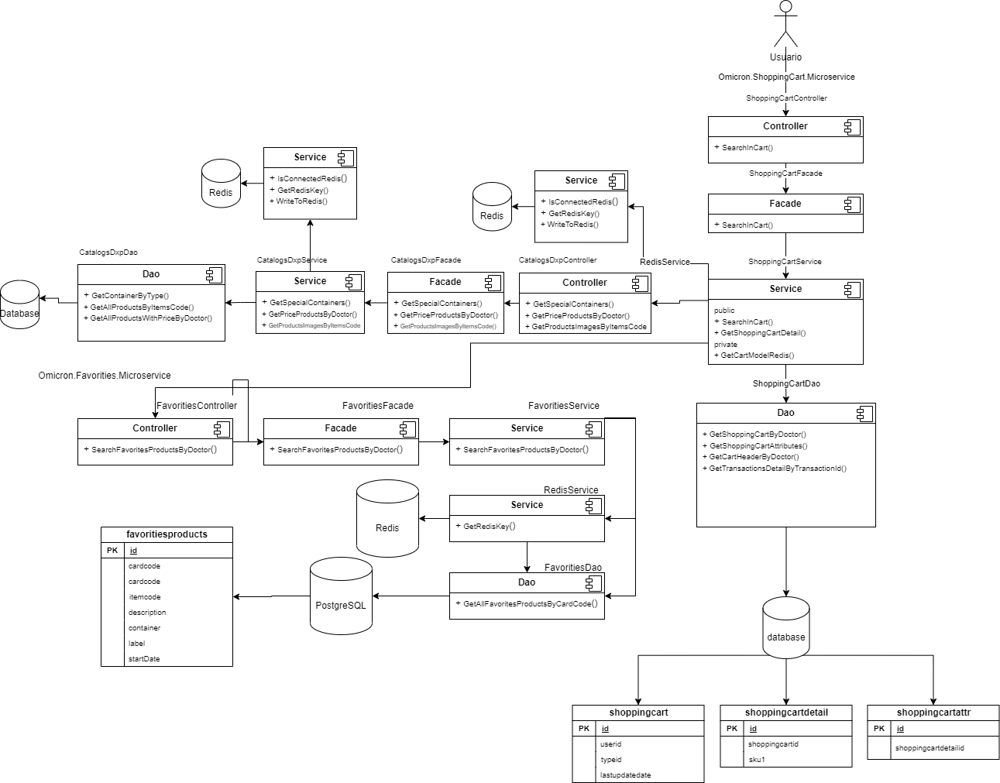 Usuario
Omicron.ShoppingCart.Microservice
ShoppingCartController
Controller
+ SearchInCart()
ShoppingCartFacade
Facade
+ SearchInCart()
ShoppingCartService
Service
public
+ SearchInCart()
+ GetShoppingCartDetail()
private
+ GetCartModelRedis()
RedisService
Service
+ IsConnectedRedis()
+ GetRedisKey()
+ WriteToRedis()
Redis
Service
+ IsConnectedRedis()
+ GetRedisKey()
+ WriteToRedis()
Redis
CatalogsDxpController
Controller
+ GetSpecialContainers()
+ GetPriceProductsByDoctor()
+ GetProductsImagesByItemsCode
CatalogsDxpFacade
Facade
+ GetSpecialContainers()
+ GetPriceProductsByDoctor()
+ GetProductsImagesByItemsCode()
CatalogsDxpService
Service
+ GetSpecialContainers()
+ GetPriceProductsByDoctor()
+ GetProductsImagesByItemsCode
CatalogsDxpDao
Dao
+ GetContainerByType()
+ GetAllProductsByItemsCode()
+ GetAllProductsWithPriceByDoctor()
Database
Omicron.Favorities.Microservice
FavoritiesController
Controller
+ SearchFavoritesProductsByDoctor()
FavoritiesFacade
Facade
+ SearchFavoritesProductsByDoctor()
FavoritiesService
Service
+ SearchFavoritesProductsByDoctor()
RedisService
Service
+ GetRedisKey()
Redis
FavoritiesDao
Dao
+ GetAllFavoritesProductsByCardCode()
PostgreSQL
favoritiesproducts
PK id
cardcode
cardcode
itemcode
description
container
label
startDate
ShoppingCartDao
Dao
+ GetShoppingCartByDoctor()
+ GetShoppingCartAttributes()
+ GetCartHeaderByDoctor()
+ GetTransactionsDetailByTransactionId()
database
shoppingcart
PK id
userid
typeid
lastupdatedate
shoppingcartdetail
PK id
shoppingcartid
sku1
shoppingcartattr
PK id
shoppingcartdetailid